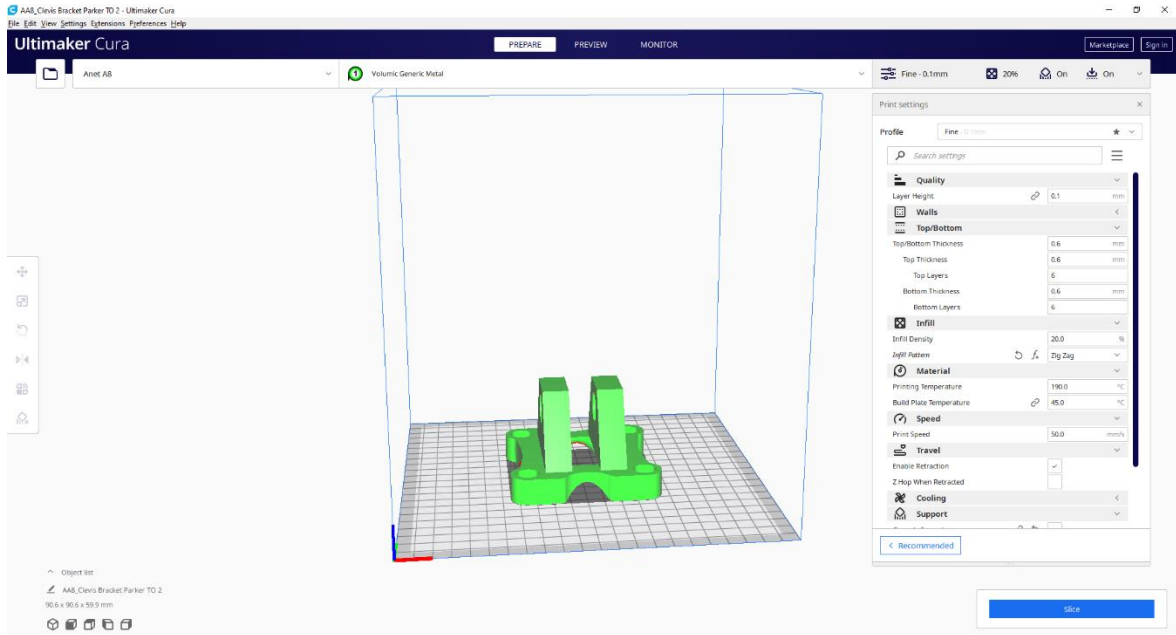 AA8_Clevis Bracket Parker TO 2 - Ultimaker Cura
File Edit View Settings Extensions Preferences Help
Ultimaker Cura PREPARE PREVIEW MONITOR Marketplace Sign in
Anet A8 1 Volumic Generic Metal Fine - 0.1mm 20% On On
Print settings
Profile Fine - 0.1mm
Search settings
Quality
Layer Height 0.1 mm
Walls
Top/Bottom
Top/Bottom Thickness 0.6 mm
Top Thickness 0.6 mm
Top Layers 6
Bottom Thickness 0.6 mm
Bottom Layers 6
Infill
Infill Density 20.0 %
Infill Pattern Zig Zag
Material
Printing Temperature 190.0 °C
Build Plate Temperature 45.0 °C
Speed
Print Speed 50.0 mm/s
Travel
Enable Retraction
Z Hop When Retracted
Cooling
Support
Recommended
Object list
AA8_Clevis Bracket Parker TO 2
90.6 x 90.6 x 59.9 mm
Slice